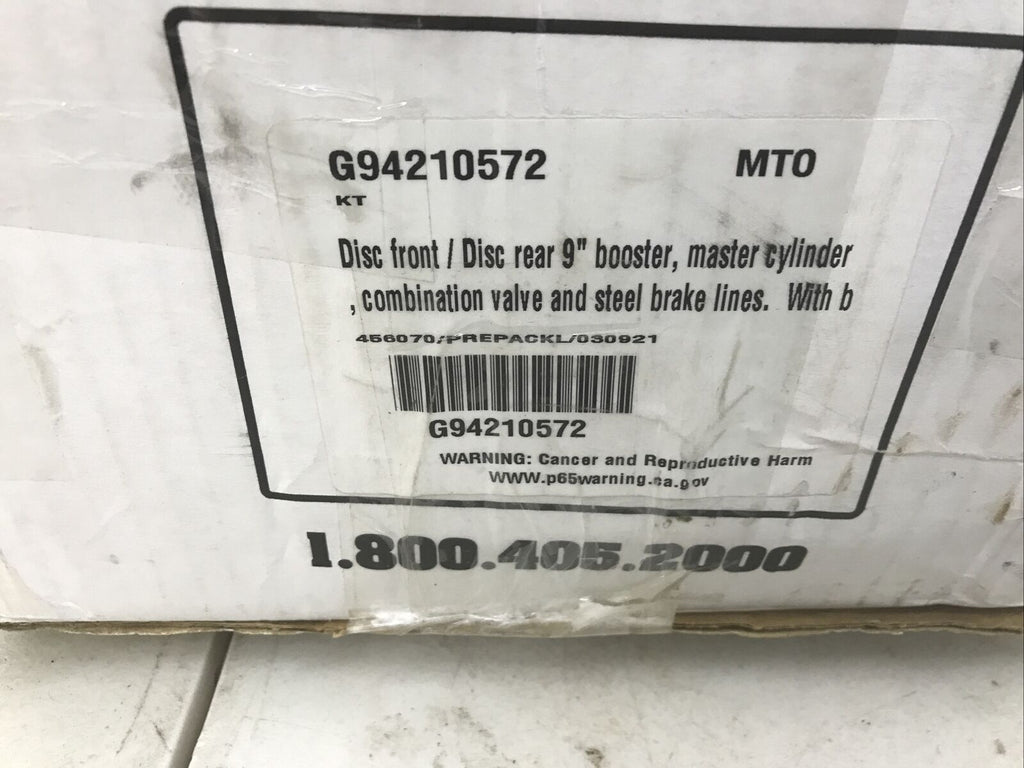 G94210572 MTO
KT
Disc front / Disc rear 9" booster, master cylinder
, combination valve and steel brake lines. With b
456070/PREPACKL/030921
G94210572
WARNING: Cancer and Reproductive Harm
WWW.p65warning.ca.gov
1.800.405.2000